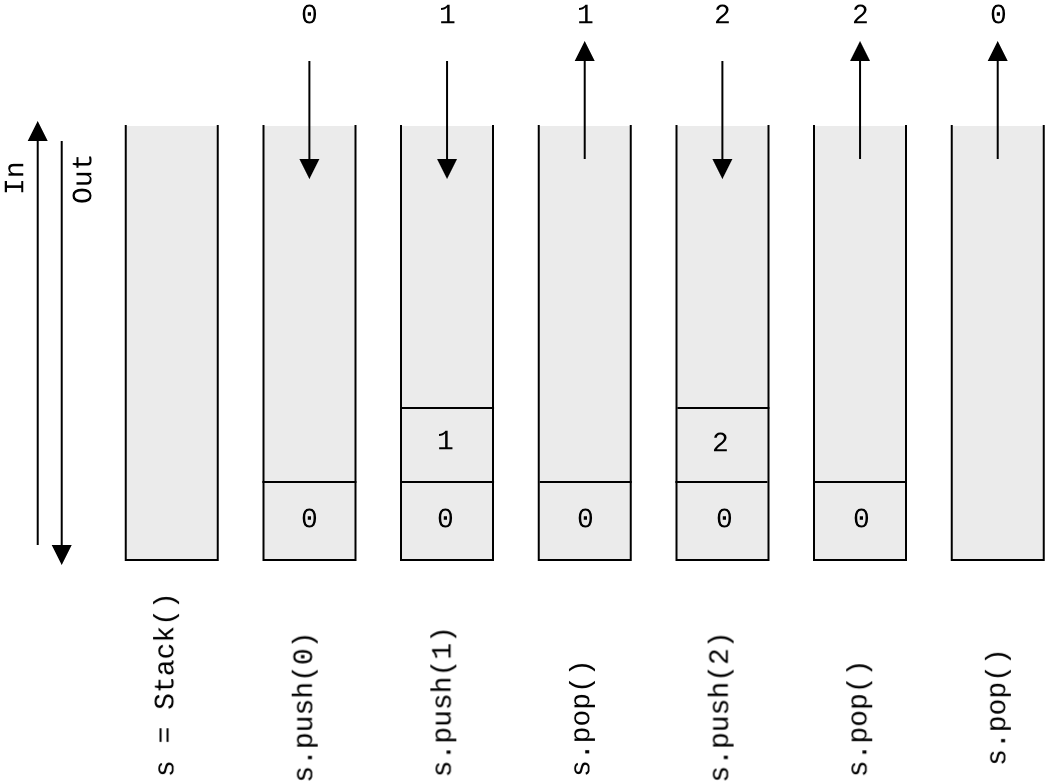 0 1 1 2 2 0
In
Out
1 2
0 0 0 0 0
s = Stack()
s.push(0)
s.push(1)
s.pop()
s.push(2)
s.pop()
s.pop()